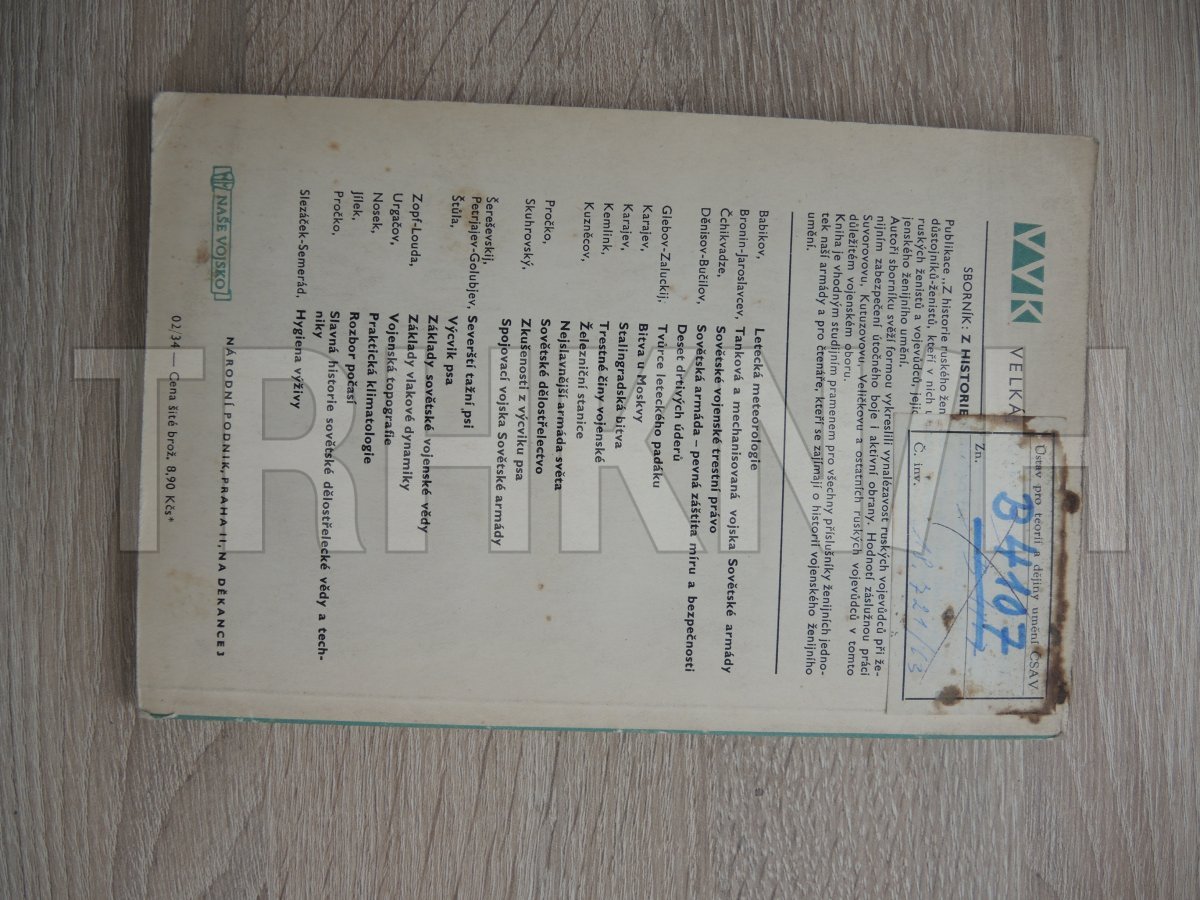 VVK
VELKÁ
SBORNÍK: Z HISTORIE
Publikace „Z historie ruského žen
důstojníků-ženistů, kteří v nich
ruských ženistů a vojevůdců, jejic
jenského ženijního umění.
Autoři sborníku svěží formou vykreslili vynalézavost ruských vojevůdců při že-
nijním zabezpečení útočného boje i aktivní obrany. Hodnotí záslužnou práci
Suvorovovu, Kutuzovovu, Veličkovu a ostatních ruských vojevůdců v tomto
důležitém vojenském oboru.
Kniha je vhodným studijním pramenem pro všechny příslušníky ženijních jedno-
tek naší armády a pro čtenáře, kteří se zajímají o historii vojenského ženijního
umění.
Ústav pro teorii a dějiny umění ČSAV
Zn.
B 4107
Č. inv.
Babikov, Letecká meteorologie
Bronin-Jaroslavcev, Tanková a mechanisovaná vojska Sovětské armády
Čchikvadze, Sovětské vojenské trestní právo
Děnisov-Bučilov, Sovětská armáda – pevná záštita míru a bezpečnosti
Deset drtivých úderů
Glebov-Zaluckij, Tvůrce leteckého padáku
Karajev, Bitva u Moskvy
Karajev, Stalingradská bitva
Kemlink, Trestné činy vojenské
Kuzněcov, Železniční stanice
Nejslavnější armáda světa
Pročko, Sovětské dělostřelectvo
Skuhrovský, Zkušenosti z výcviku psa
Spojovací vojska Sovětské armády
Šereševskij,
Petrjajev-Golubjev, Severští tažní psi
Štůla, Výcvik psa
Základy sovětské vojenské vědy
Zopf-Louda, Základy vlakové dynamiky
Urgačov, Vojenská topografie
Nosek, Praktická klimatologie
Jílek, Rozbor počasí
Pročko, Slavná historie sovětské dělostřelecké vědy a tech-
niky
Slezáček-Semerád, Hygiena výživy
NAŠE VOJSKO
NÁRODNÍ PODNIK, PRAHA II, NA DĚKANCE 3
02/34 — Cena šité brož. 8,90 Kčs*
TRHKNIH